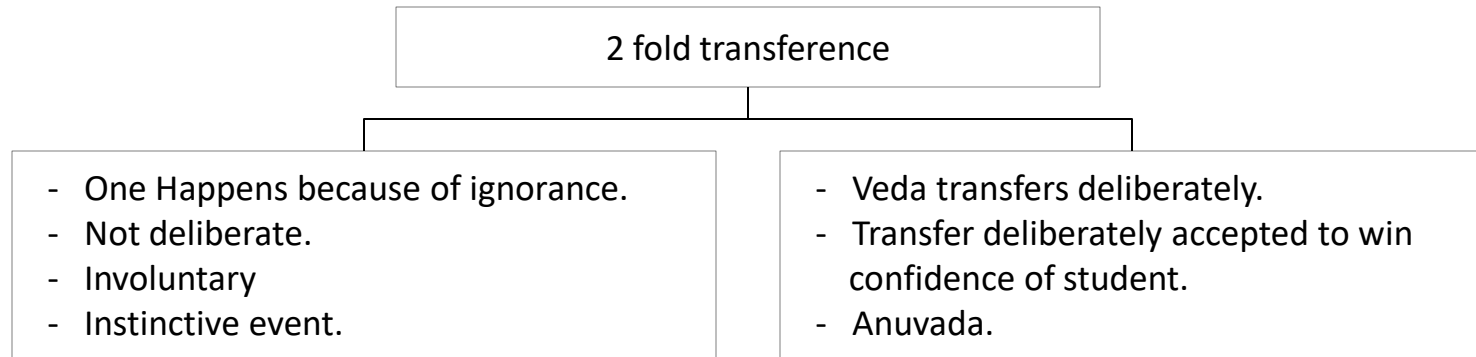 2 fold transference
- One Happens because of ignorance.
- Not deliberate.
- Involuntary
- Instinctive event.
- Veda transfers deliberately.
- Transfer deliberately accepted to win
confidence of student.
- Anuvada.